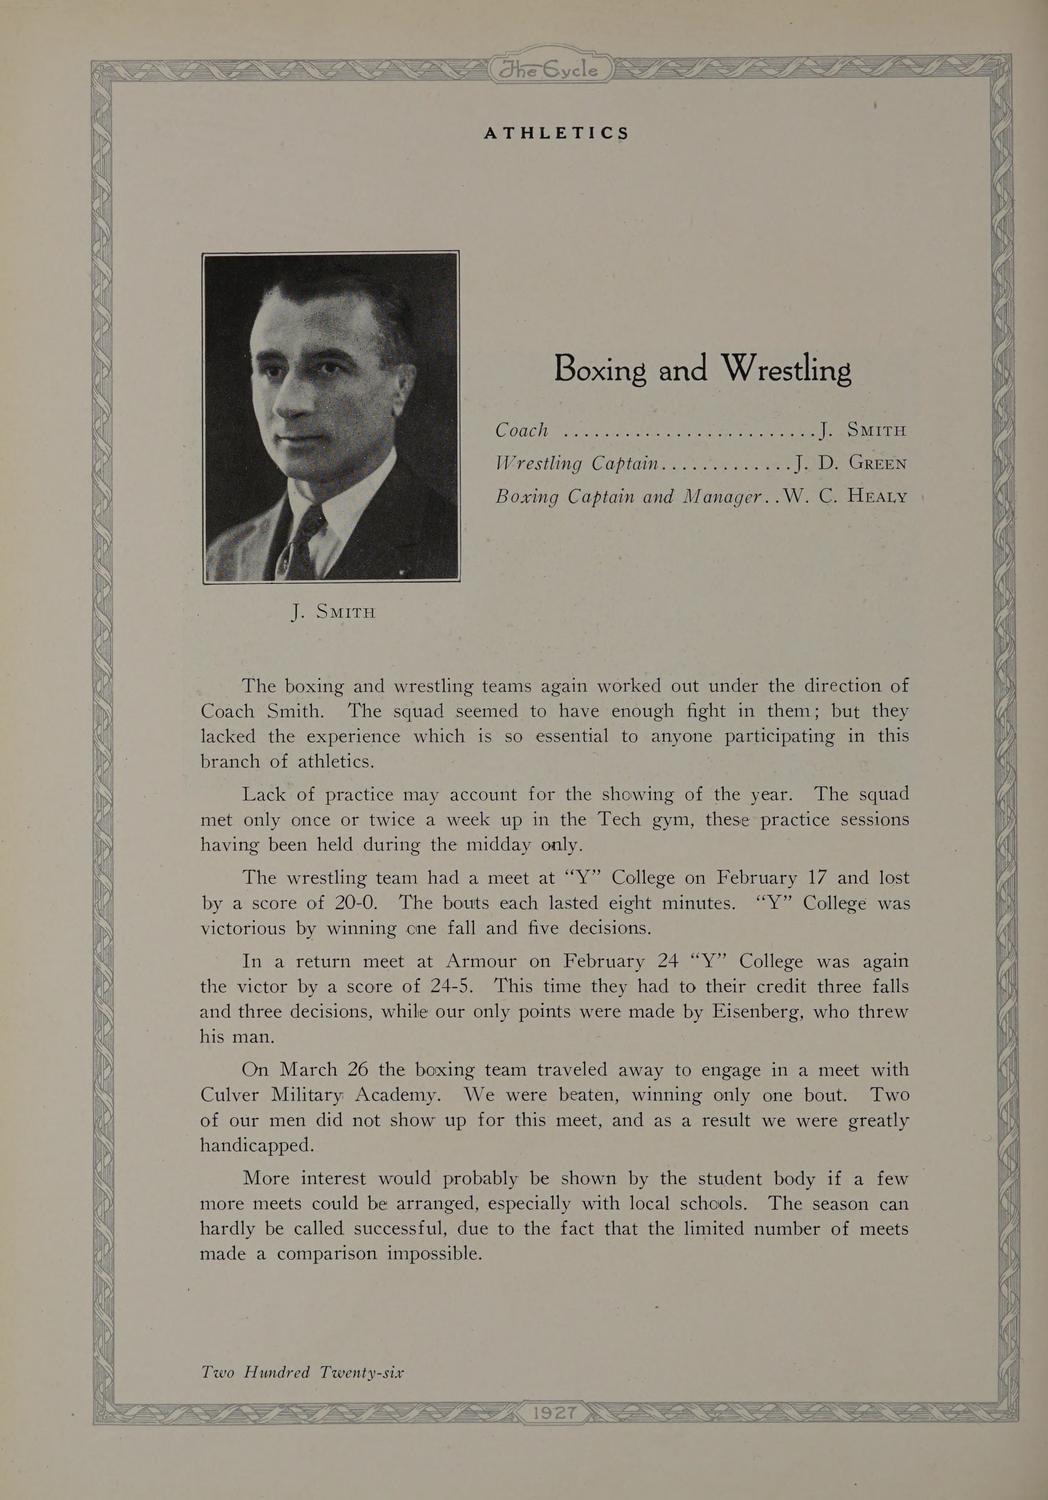 The Cycle
ATHLETICS
Boxing and Wrestling
Coach ..........................J. SMITH
Wrestling Captain.............J. D. GREEN
Boxing Captain and Manager..W. C. HEALY
J. SMITH
The boxing and wrestling teams again worked out under the direction of
Coach Smith. The squad seemed to have enough fight in them; but they
lacked the experience which is so essential to anyone participating in this
branch of athletics.
Lack of practice may account for the showing of the year. The squad
met only once or twice a week up in the Tech gym, these practice sessions
having been held during the midday only.
The wrestling team had a meet at “Y” College on February 17 and lost
by a score of 20-0. The bouts each lasted eight minutes. “Y” College was
victorious by winning one fall and five decisions.
In a return meet at Armour on February 24 “Y” College was again
the victor by a score of 24-5. This time they had to their credit three falls
and three decisions, while our only points were made by Eisenberg, who threw
his man.
On March 26 the boxing team traveled away to engage in a meet with
Culver Military Academy. We were beaten, winning only one bout. Two
of our men did not show up for this meet, and as a result we were greatly
handicapped.
More interest would probably be shown by the student body if a few
more meets could be arranged, especially with local schools. The season can
hardly be called successful, due to the fact that the limited number of meets
made a comparison impossible.
Two Hundred Twenty-six
1927